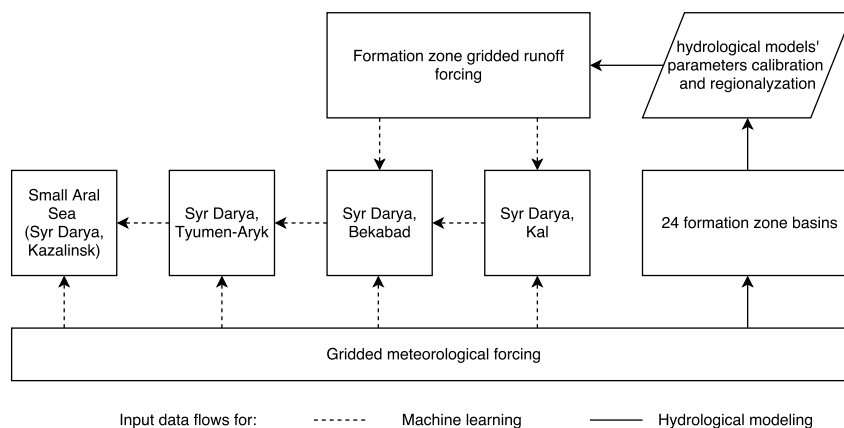 Formation zone gridded runoff
forcing
hydrological models'
parameters calibration
and regionalyzation
Small Aral
Sea
(Syr Darya,
Kazalinsk)
Syr Darya,
Tyumen-Aryk
Syr Darya,
Bekabad
Syr Darya,
Kal
24 formation zone basins
Gridded meteorological forcing
Input data flows for:
Machine learning
Hydrological modeling